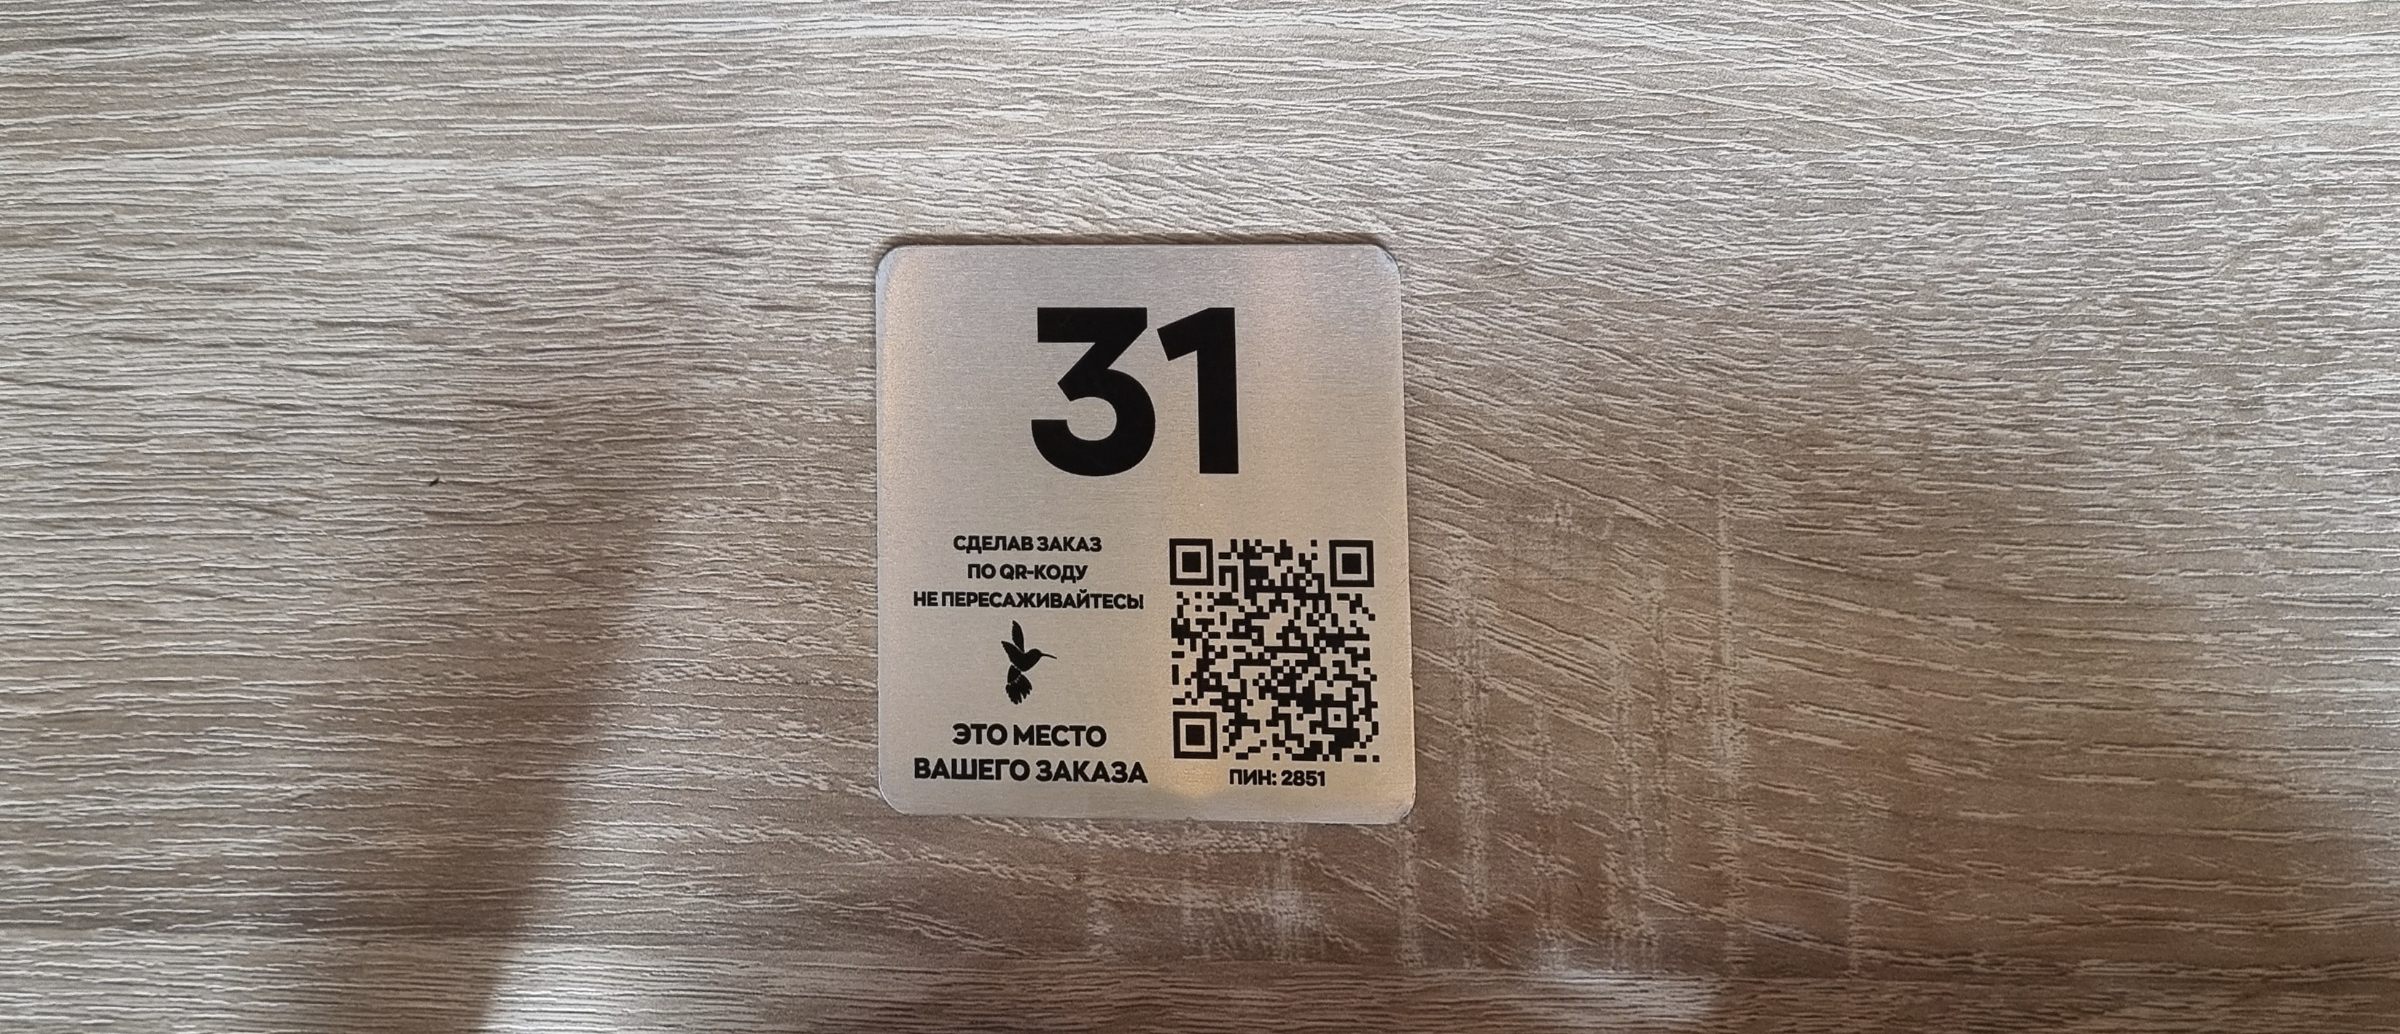 31
СДЕЛАВ ЗАКАЗ
ПО QR-КОДУ
НЕ ПЕРЕСАЖИВАЙТЕСЬ!
ЭТО МЕСТО
ВАШЕГО ЗАКАЗА
ПИН: 2851